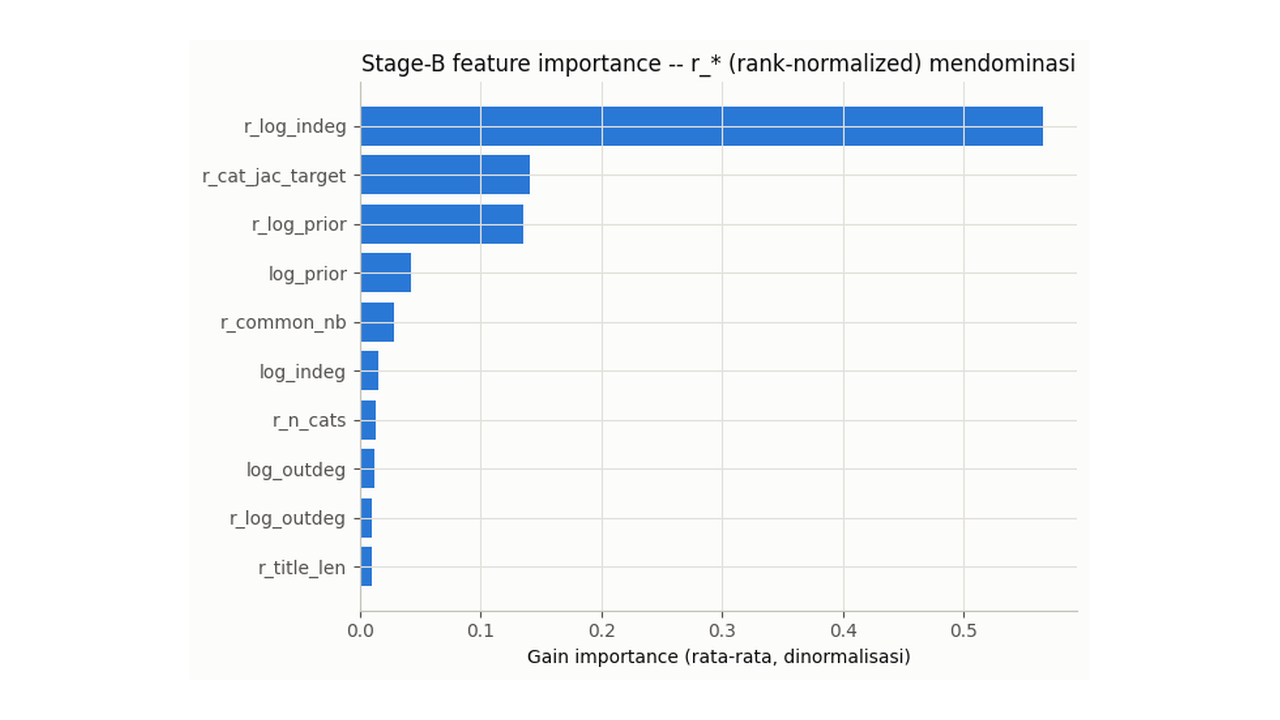 Stage-B feature importance -- r_* (rank-normalized) mendominasi
r_log_indeg
r_cat_jac_target
r_log_prior
log_prior
r_common_nb
log_indeg
r_n_cats
log_outdeg
r_log_outdeg
r_title_len
0.0 0.1 0.2 0.3 0.4 0.5
Gain importance (rata-rata, dinormalisasi)